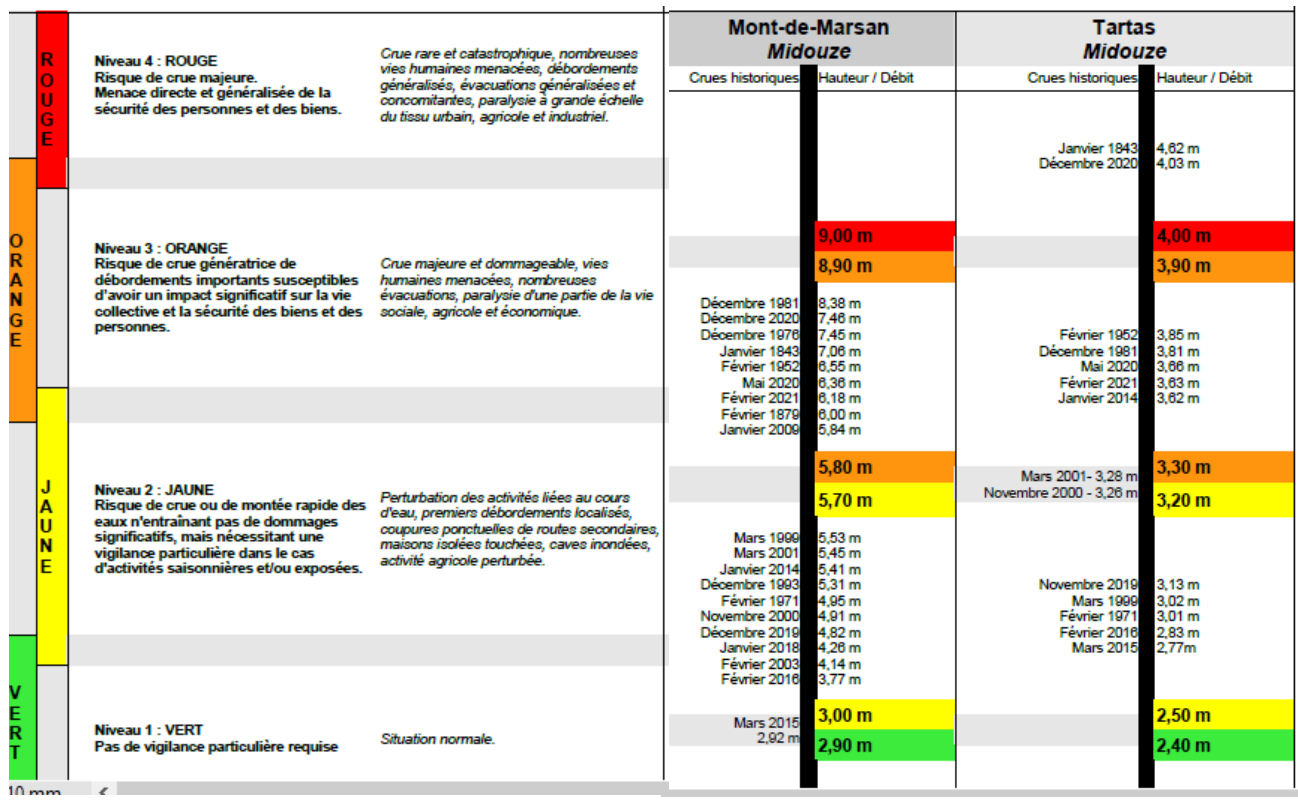 ROUGE
Niveau 4 : ROUGE
Risque de crue majeure.
Menace directe et généralisée de la
sécurité des personnes et des biens.
Crue rare et catastrophique, nombreuses
vies humaines menacées, débordements
généralisés, évacuations généralisées et
concomitantes, paralysie à grande échelle
du tissu urbain, agricole et industriel.
ORANGE
Niveau 3 : ORANGE
Risque de crue génératrice de
débordements importants susceptibles
d'avoir un impact significatif sur la vie
collective et la sécurité des biens et des
personnes.
Crue majeure et dommageable, vies
humaines menacées, nombreuses
évacuations, paralysie d'une partie de la vie
sociale, agricole et économique.
JAUNE
Niveau 2 : JAUNE
Risque de crue ou de montée rapide des
eaux n'entraînant pas de dommages
significatifs, mais nécessitant une
vigilance particulière dans le cas
d'activités saisonnières et/ou exposées.
Perturbation des activités liées au cours
d'eau, premiers débordements localisés,
coupures ponctuelles de routes secondaires,
maisons isolées touchées, caves inondées,
activité agricole perturbée.
VERT
Niveau 1 : VERT
Pas de vigilance particulière requise
Situation normale.
Mont-de-Marsan
Midouze
Crues historiques Hauteur / Débit
9,00 m
8,90 m
Décembre 1981 8,38 m
Décembre 2020 7,46 m
Décembre 1976 7,45 m
Janvier 1843 7,06 m
Février 1952 6,55 m
Mai 2020 6,36 m
Février 2021 6,18 m
Février 1879 6,00 m
Janvier 2009 5,84 m
5,80 m
5,70 m
Mars 1999 5,53 m
Mars 2001 5,45 m
Janvier 2014 5,41 m
Décembre 1993 5,31 m
Février 1971 4,95 m
Novembre 2000 4,91 m
Décembre 2019 4,82 m
Janvier 2018 4,26 m
Février 2003 4,14 m
Février 2016 3,77 m
3,00 m
Mars 2015
2,92 m
2,90 m
Tartas
Midouze
Crues historiques Hauteur / Débit
Janvier 1843 4,62 m
Décembre 2020 4,03 m
4,00 m
3,90 m
Février 1952 3,85 m
Décembre 1981 3,81 m
Mai 2020 3,66 m
Février 2021 3,63 m
Janvier 2014 3,62 m
3,30 m
Mars 2001- 3,28 m
Novembre 2000 - 3,26 m
3,20 m
Novembre 2019 3,13 m
Mars 1999 3,02 m
Février 1971 3,01 m
Février 2016 2,83 m
Mars 2015 2,77m
2,50 m
2,40 m